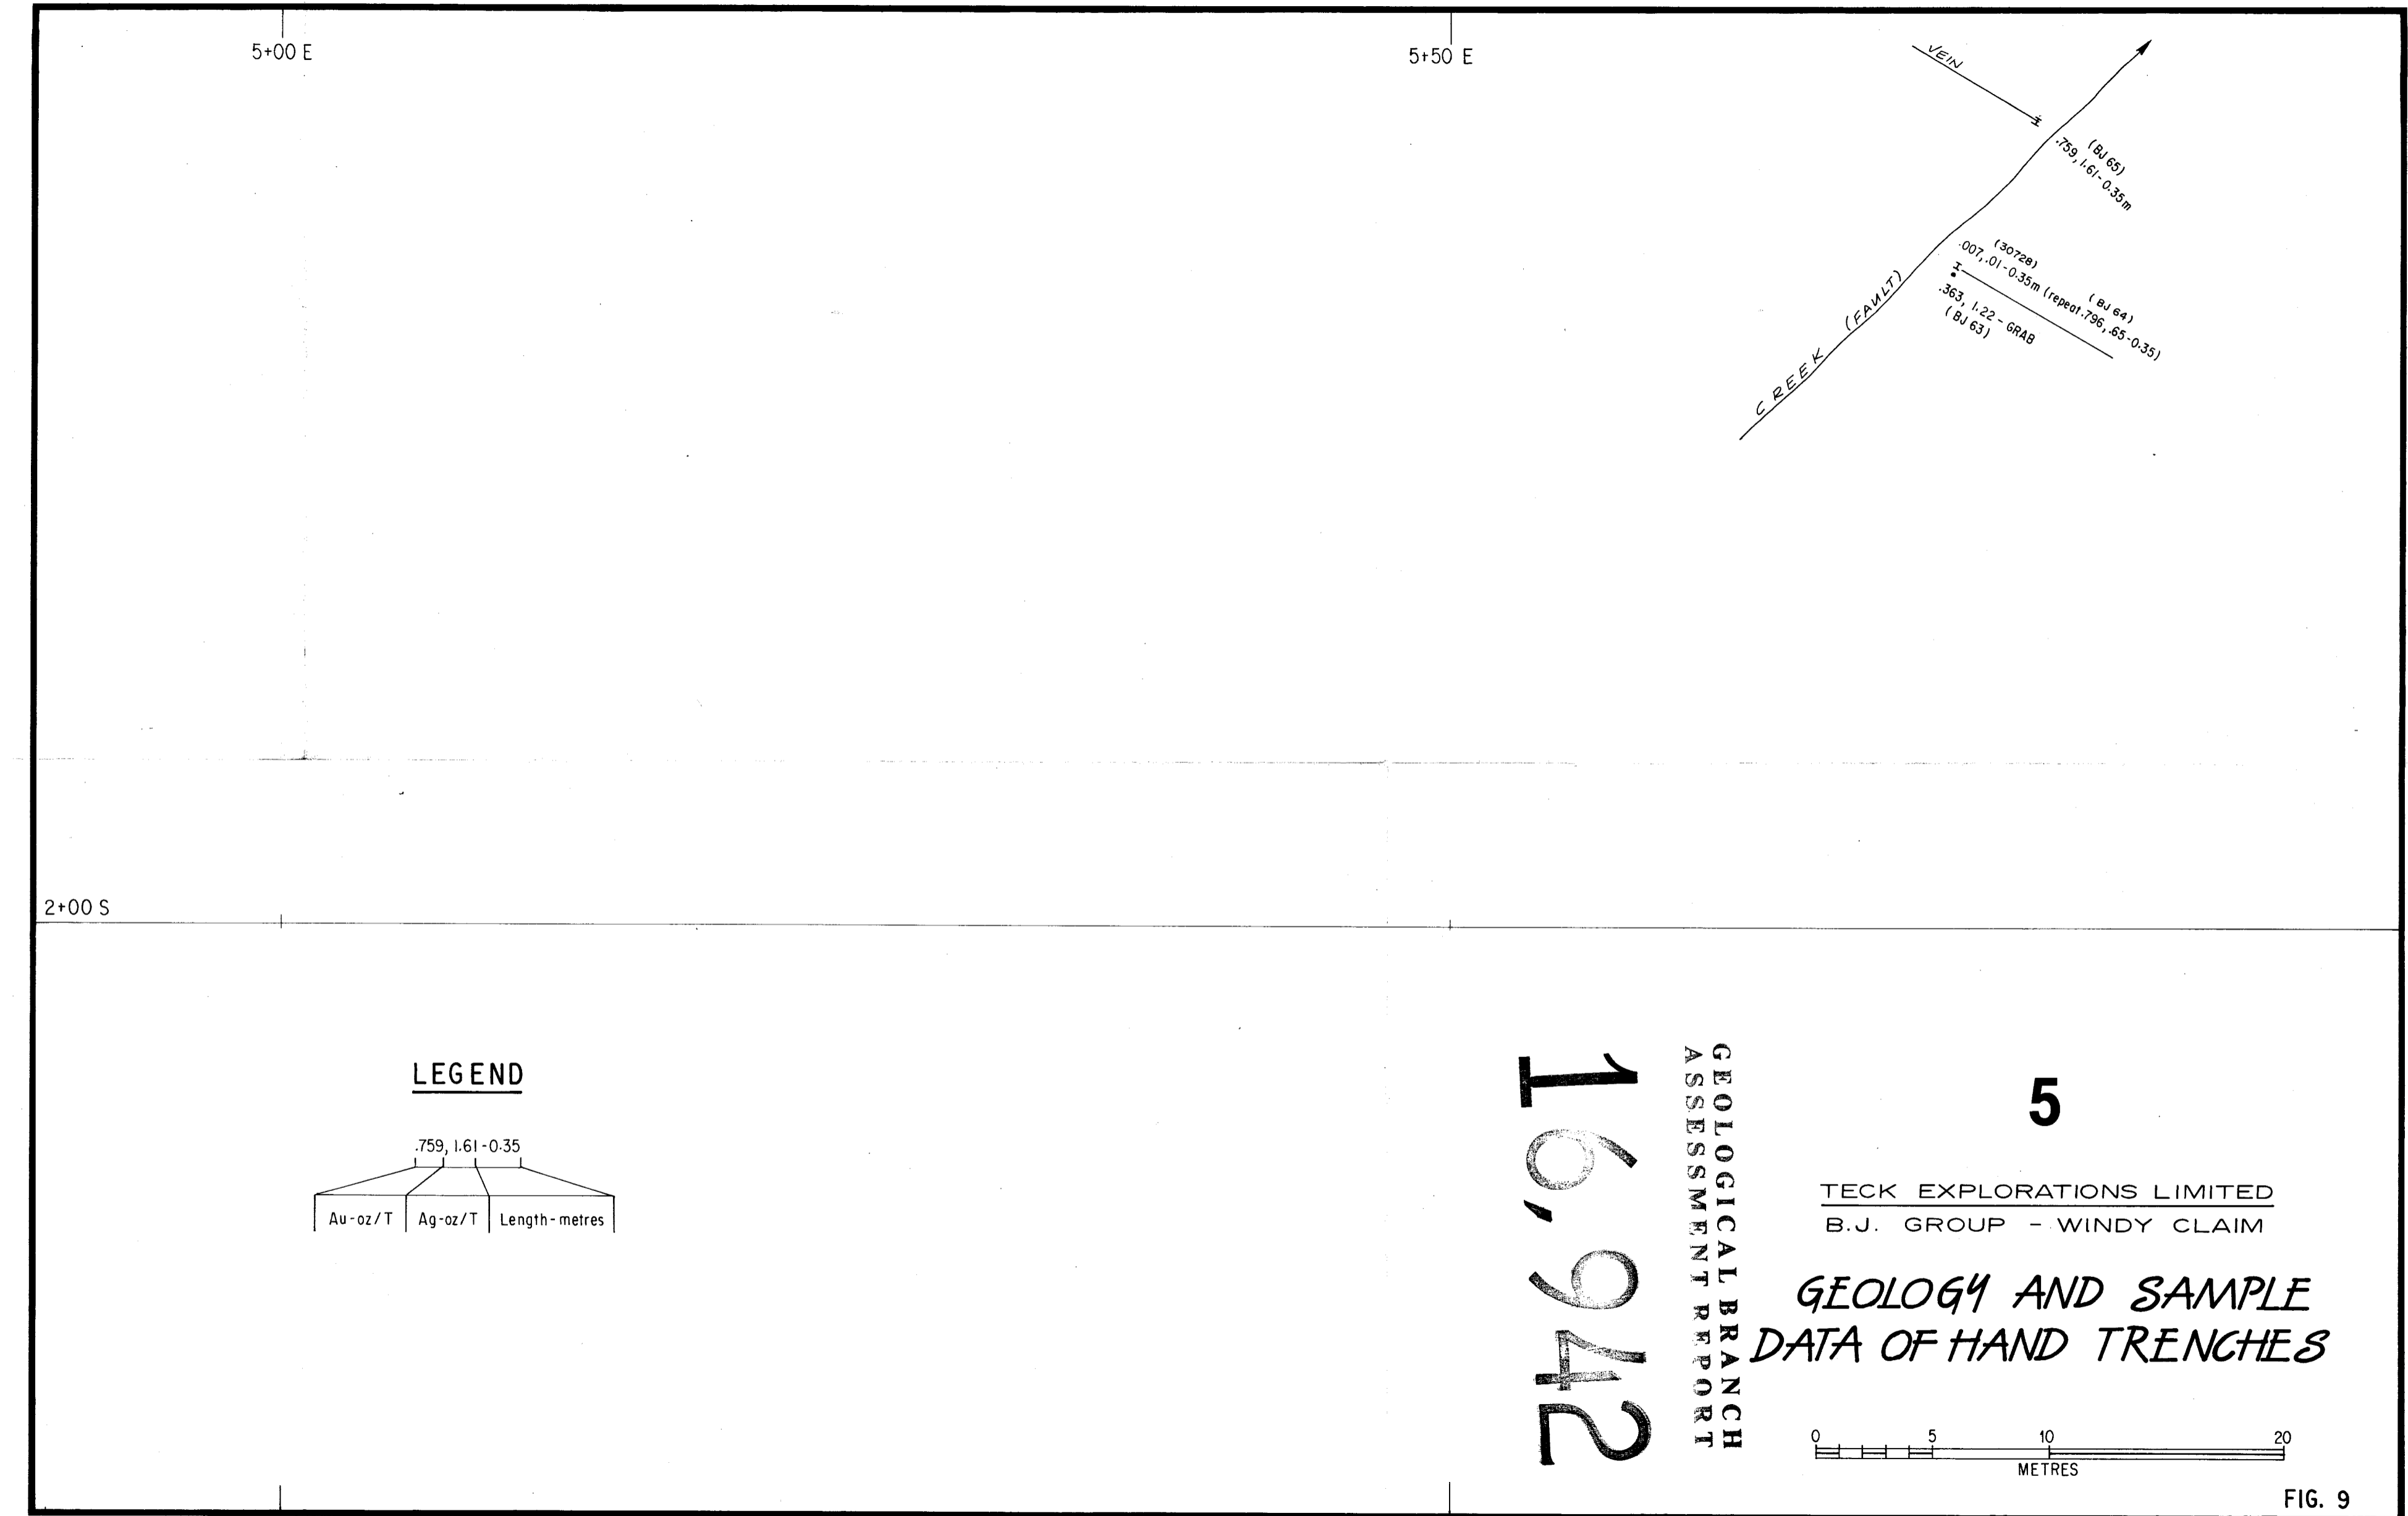 5+00 E
5+50 E
VEIN
(BJ 65)
.759, 1.61-0.35m
(30728)
.007, .01-0.35m (repeat .796, .65-0.35)
(BJ 64)
.363, 1.22 - GRAB
(BJ 63)
CREEK (FAULT)
2+00 S
LEGEND
.759, 1.61-0.35
Au-oz/T Ag-oz/T Length-metres
GEOLOGICAL BRANCH
ASSESSMENT REPORT
16,942
5
TECK EXPLORATIONS LIMITED
B.J. GROUP - WINDY CLAIM
GEOLOGY AND SAMPLE
DATA OF HAND TRENCHES
0 5 10 20
METRES
FIG. 9